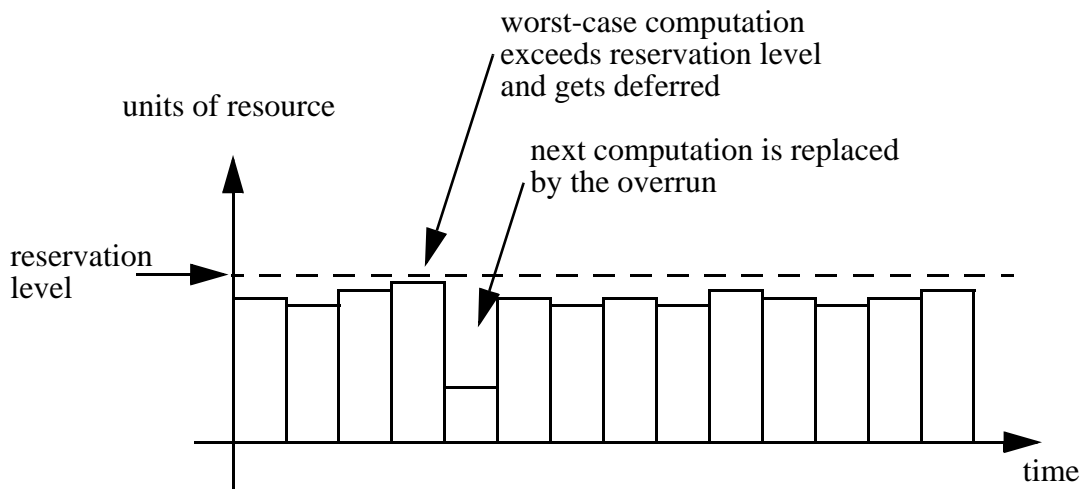 worst-case computation
exceeds reservation level
and gets deferred
units of resource
next computation is replaced
by the overrun
reservation
level
time